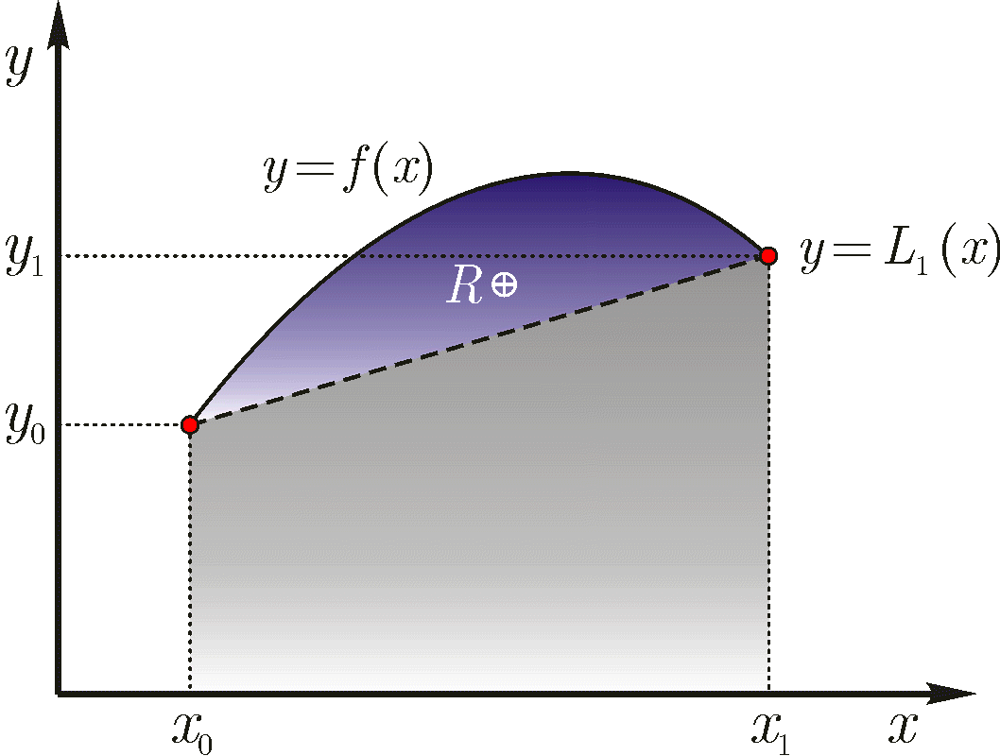 y
y=f(x)
y₁
y=L₁(x)
R⊕
y₀
x₀
x₁
x